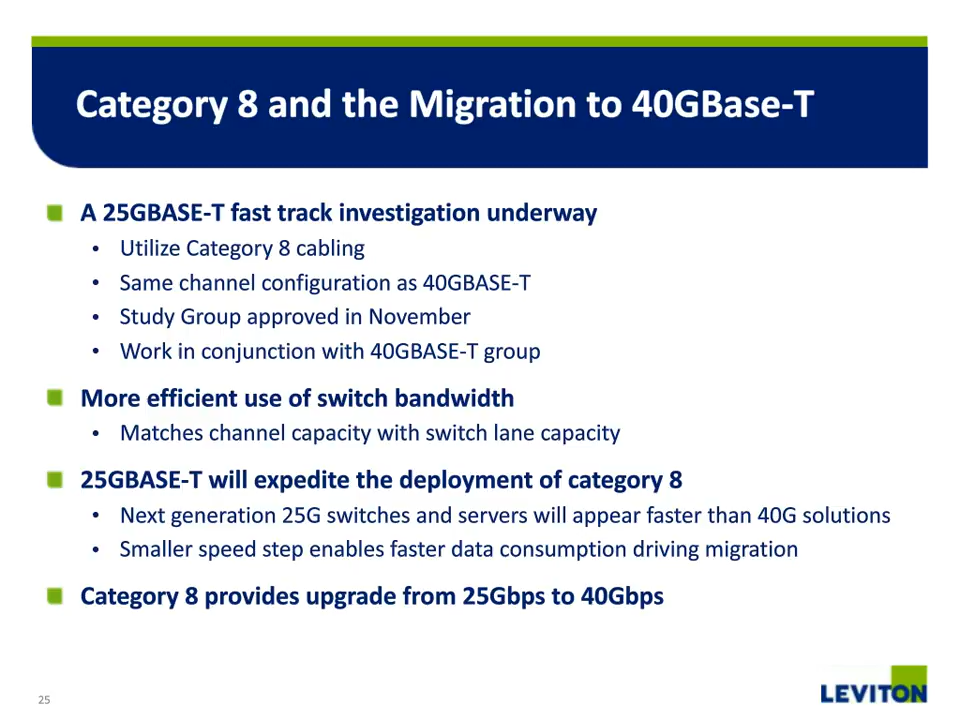 Category 8 and the Migration to 40GBase-T
A 25GBASE-T fast track investigation underway
• Utilize Category 8 cabling
• Same channel configuration as 40GBASE-T
• Study Group approved in November
• Work in conjunction with 40GBASE-T group
More efficient use of switch bandwidth
• Matches channel capacity with switch lane capacity
25GBASE-T will expedite the deployment of category 8
• Next generation 25G switches and servers will appear faster than 40G solutions
• Smaller speed step enables faster data consumption driving migration
Category 8 provides upgrade from 25Gbps to 40Gbps
25
LEVITON